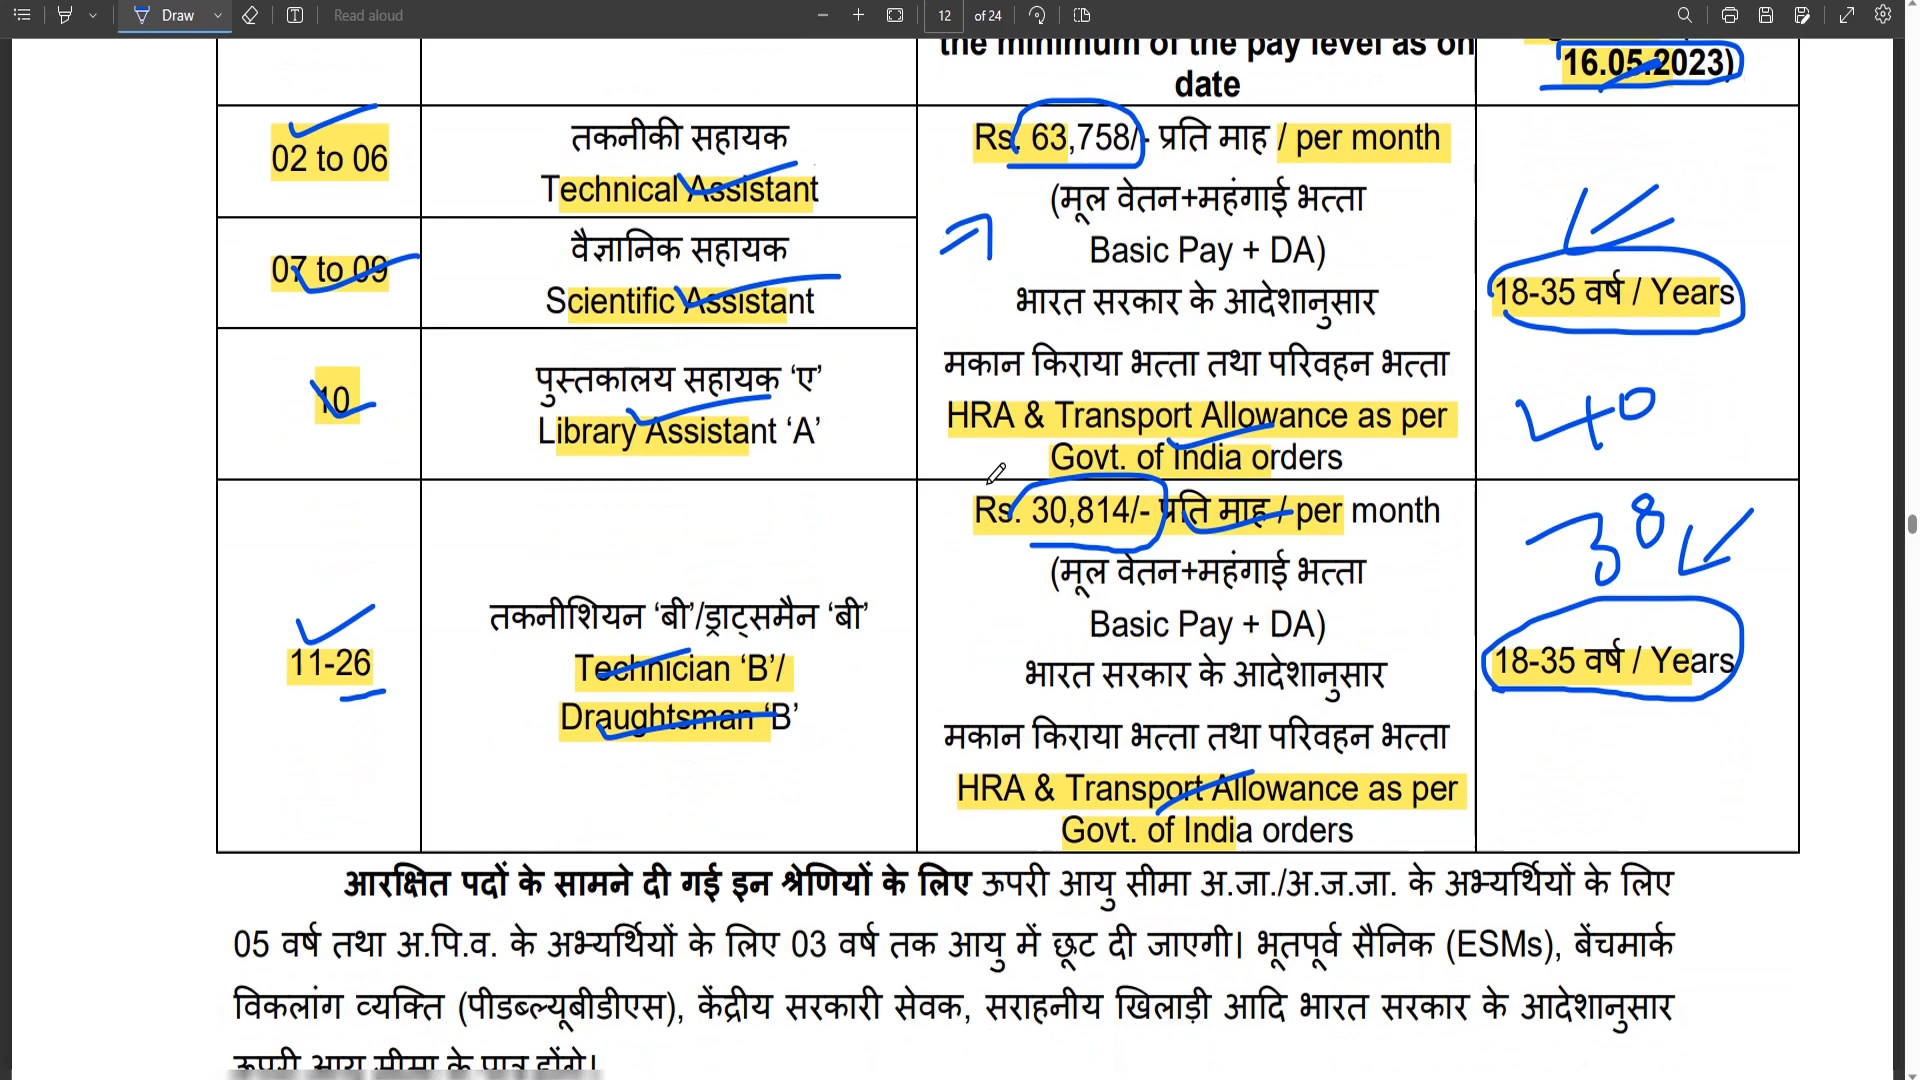 Draw
Read aloud
12
of 24
the minimum of the pay level as on
date
16.05.2023)
02 to 06
तकनीकी सहायक
Technical Assistant
Rs. 63,758/- प्रति माह / per month
(मूल वेतन+महंगाई भत्ता
Basic Pay + DA)
भारत सरकार के आदेशानुसार
मकान किराया भत्ता तथा परिवहन भत्ता
HRA & Transport Allowance as per
Govt. of India orders
18-35 वर्ष / Years
40
07 to 09
वैज्ञानिक सहायक
Scientific Assistant
10
पुस्तकालय सहायक ‘ए’
Library Assistant ‘A’
11-26
तकनीशियन ‘बी’/ड्राट्समैन ‘बी’
Technician ‘B’/
Draughtsman ‘B’
Rs. 30,814/- प्रति माह / per month
(मूल वेतन+महंगाई भत्ता
Basic Pay + DA)
भारत सरकार के आदेशानुसार
मकान किराया भत्ता तथा परिवहन भत्ता
HRA & Transport Allowance as per
Govt. of India orders
38
18-35 वर्ष / Years
आरक्षित पदों के सामने दी गई इन श्रेणियों के लिए ऊपरी आयु सीमा अ.जा./अ.ज.जा. के अभ्यर्थियों के लिए
05 वर्ष तथा अ.पि.व. के अभ्यर्थियों के लिए 03 वर्ष तक आयु में छूट दी जाएगी। भूतपूर्व सैनिक (ESMs), बेंचमार्क
विकलांग व्यक्ति (पीडब्ल्यूबीडीएस), केंद्रीय सरकारी सेवक, सराहनीय खिलाड़ी आदि भारत सरकार के आदेशानुसार
ऊपरी आयु सीमा के पात्र होंगे।